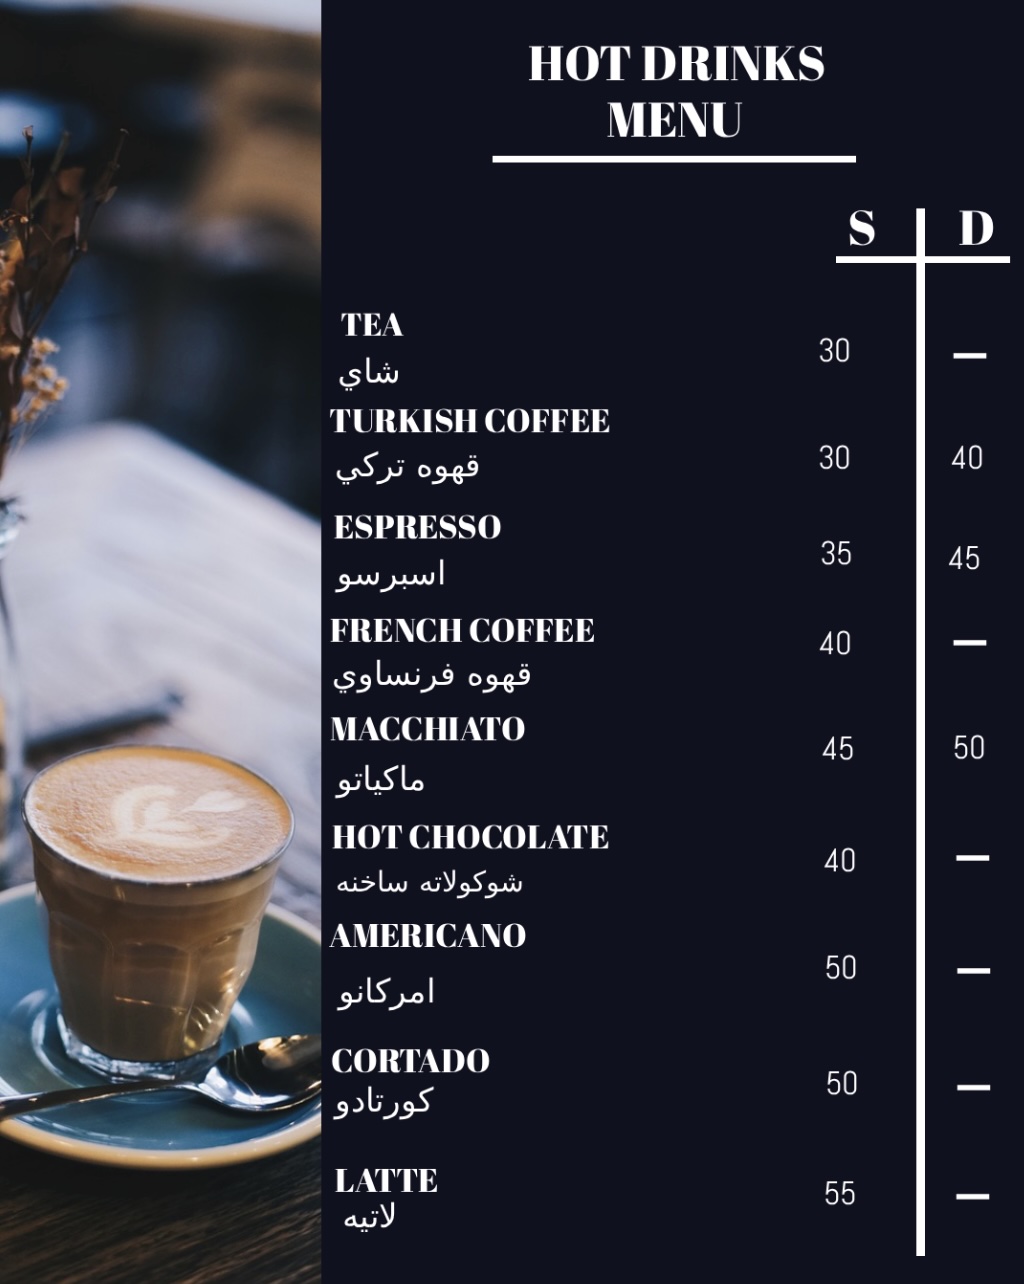 HOT DRINKS
MENU
S D
TEA
شاي
30 —
TURKISH COFFEE
قهوه تركي
30 40
ESPRESSO
اسبرسو
35 45
FRENCH COFFEE
قهوه فرنساوي
40 —
MACCHIATO
ماكياتو
45 50
HOT CHOCOLATE
شوكولاته ساخنه
40 —
AMERICANO
امركانو
50 —
CORTADO
كورتادو
50 —
LATTE
لاتيه
55 —